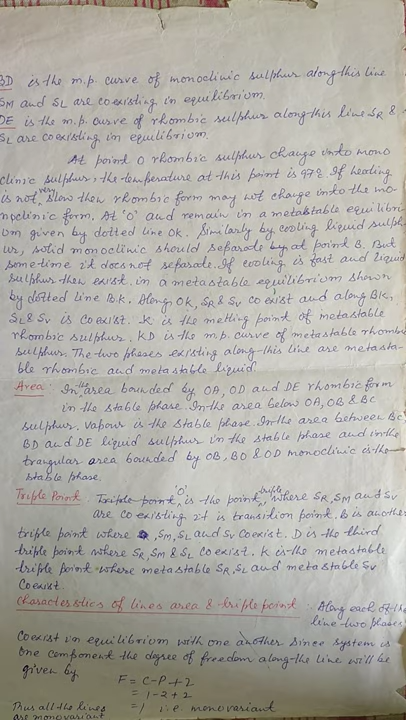 BD is the m.p. curve of monoclinic sulphur along this line
SM and SL are coexisting in equilibrium.
DE is the m.p. curve of rhombic sulphur along this line SR &
SL are coexisting in equilibrium.
At point O rhombic sulphur change into mono
clinic sulphur, the temperature at this point is 97°C. If heating
is not very slow then rhombic form may not change into the mo
noclinic form. At 'O' and remain in a metastable equilibri
um given by dotted line OK. Similarly by cooling liquid sulph
ur, solid monoclinic should separate at point B. But
sometime it does not separate. If cooling is fast and liquid
sulphur then exist in a metastable equilibrium shown
by dotted line BK. Along OK, SR & SV co exist and along BK,
SL & SV is coexist. K is the melting point of metastable
rhombic sulphur. KD is the m.p. curve of metastable rhombic
sulphur. The two phases existing along this line are metasta-
ble rhombic and metastable liquid
Area: In the area bounded by OA, OD and DE rhombic form
in the stable phase. In the area below OA, OB & BC
sulphur. Vapour is the stable phase. In the area between BC
BD and DE liquid sulphur in the stable phase and in the
trangular area bounded by OB, BD & OD monoclinic is the
stable phase.
Triple Point. Triple point 'O' is the point triple where SR, SM and SV
are co existing it is transition point. B is another
triple point where SM, SL and SV Coexist. D is the third
triple point where SR, SM & SL co exist. K is the metastable
triple point where metastable SR, SL and metastable SV
Coexist.
Characterstics of lines area & triple point: Along each of the
line two phases
Coexist in equilibrium with one another since system is
One component the degree of freedom along the line will be
given by F = C-P+2
= 1-2+2
Thus all the lines = 1 i.e monovariant
are monovariant